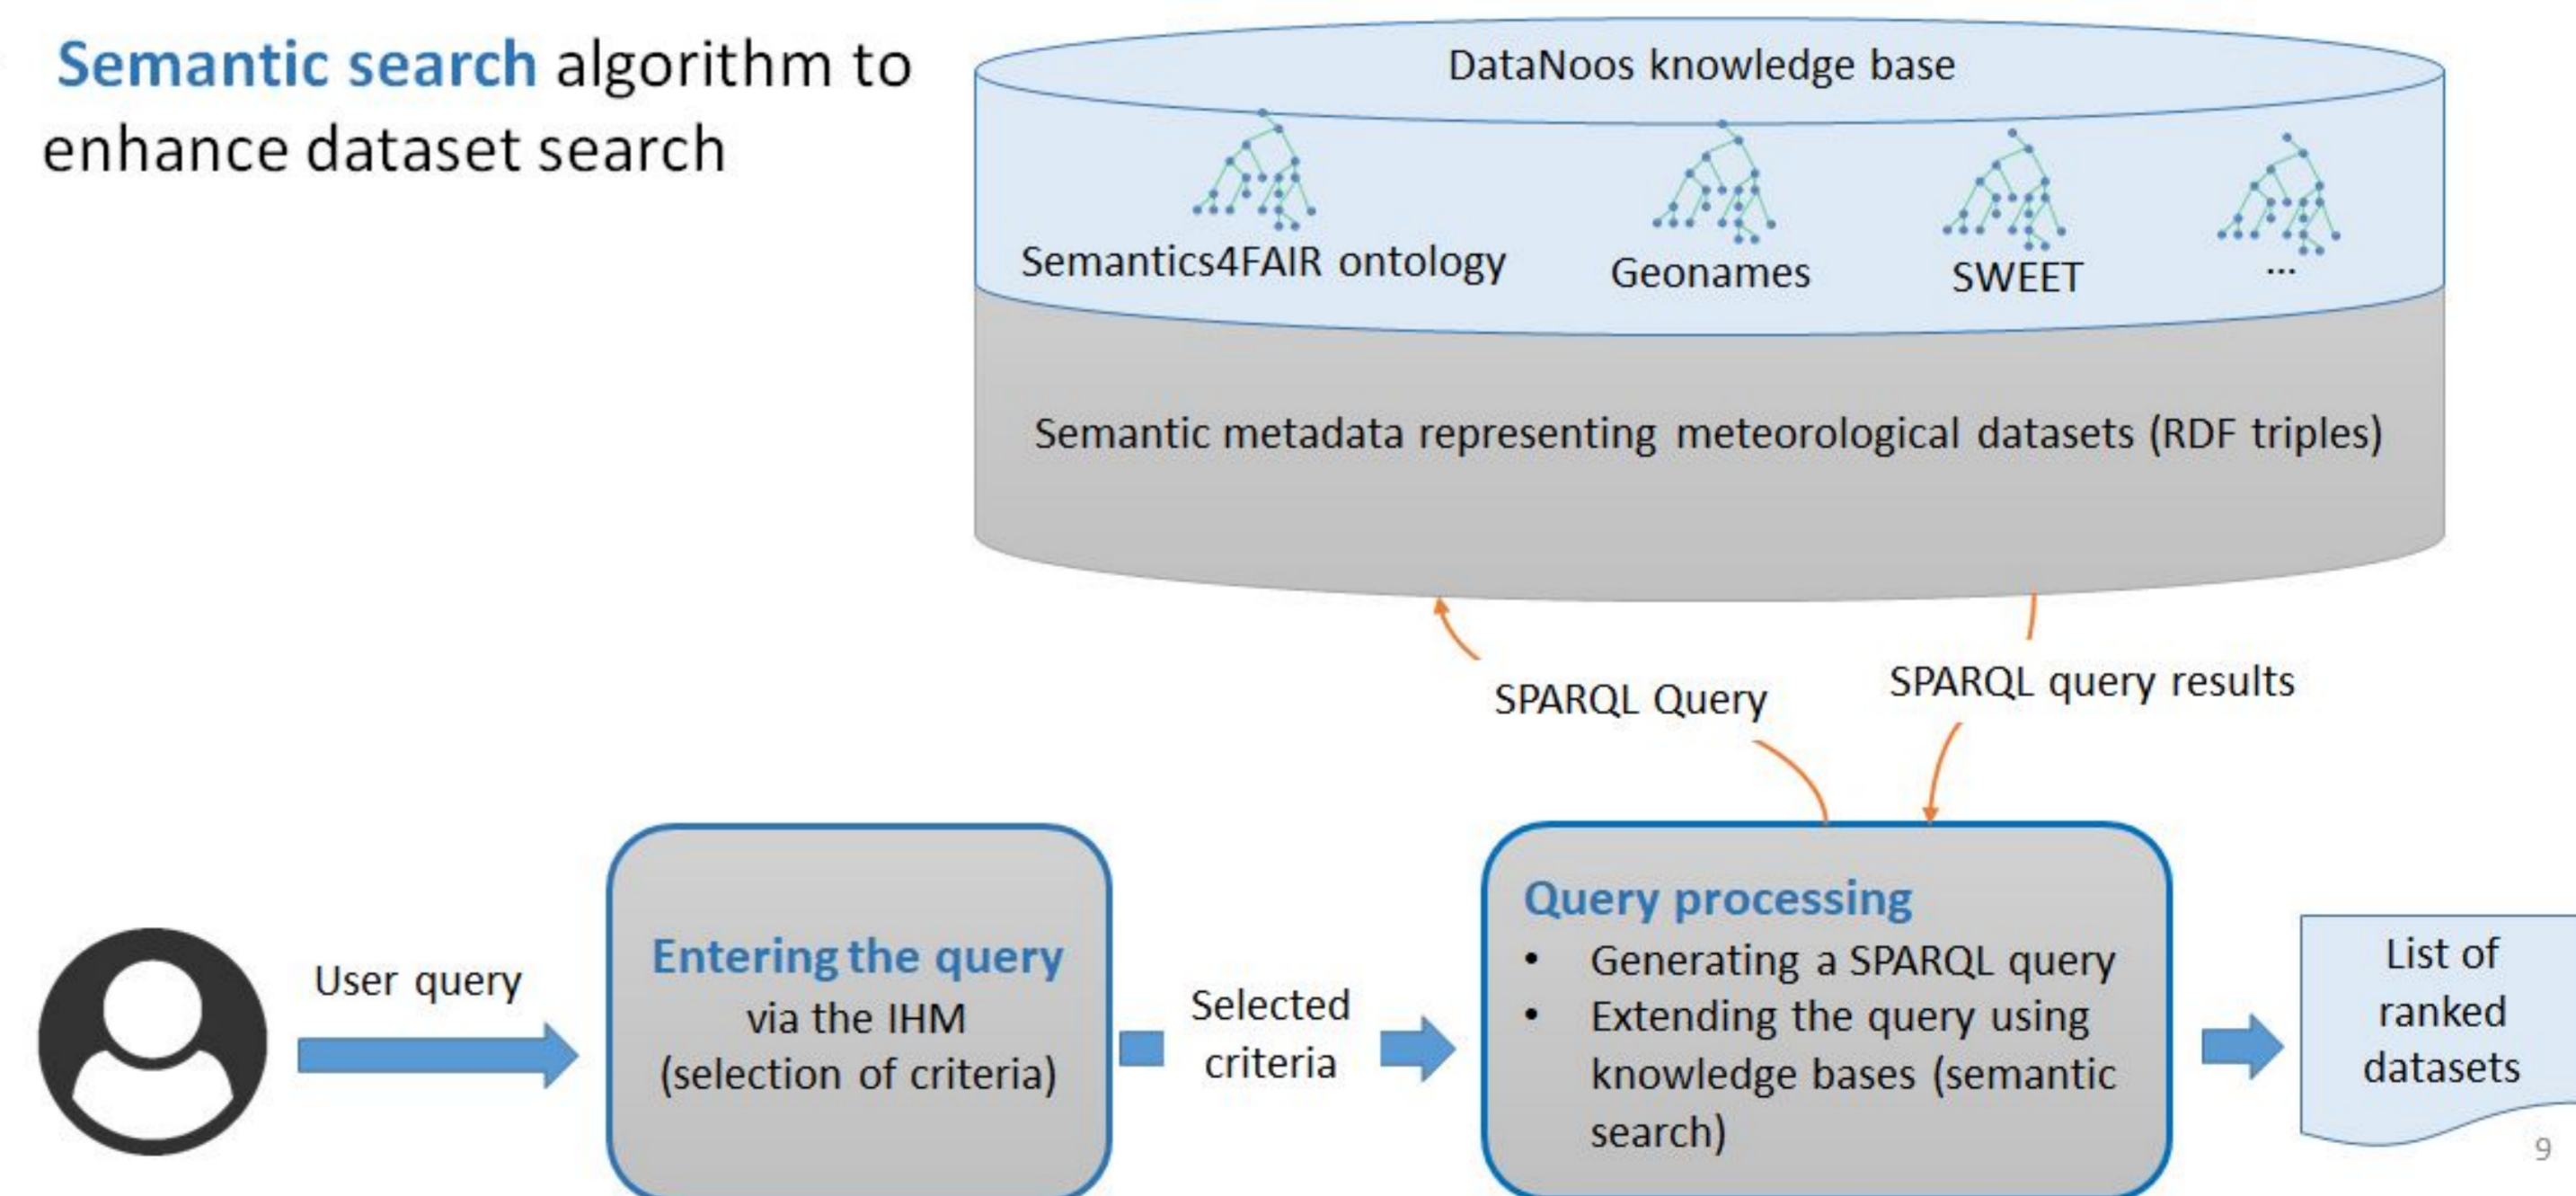 Semantic search algorithm to
enhance dataset search
DataNoos knowledge base
Semantics4FAIR ontology
Geonames
SWEET
...
Semantic metadata representing meteorological datasets (RDF triples)
SPARQL Query
SPARQL query results
User query
Entering the query
via the IHM
(selection of criteria)
Selected
criteria
Query processing
• Generating a SPARQL query
• Extending the query using
knowledge bases (semantic
search)
List of
ranked
datasets
9